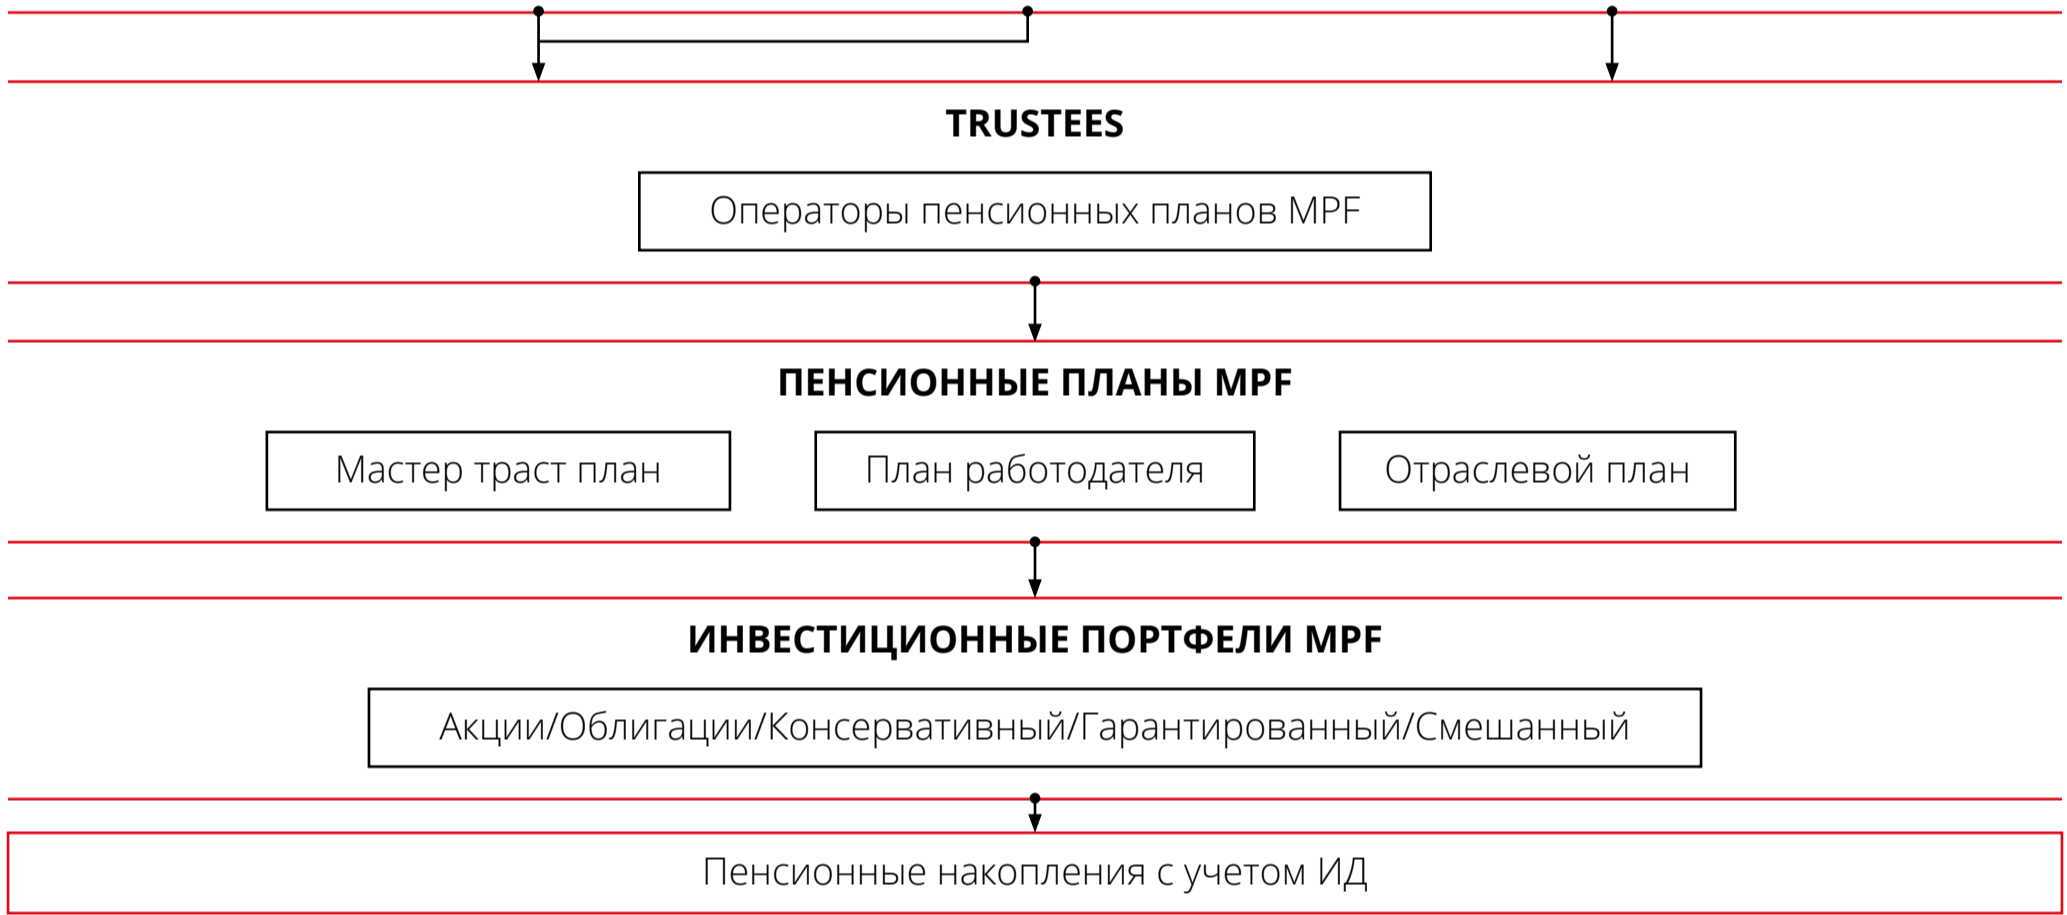 TRUSTEES
Операторы пенсионных планов MPF
ПЕНСИОННЫЕ ПЛАНЫ MPF
Мастер траст план
План работодателя
Отраслевой план
ИНВЕСТИЦИОННЫЕ ПОРТФЕЛИ MPF
Акции/Облигации/Консервативный/Гарантированный/Смешанный
Пенсионные накопления с учетом ИД